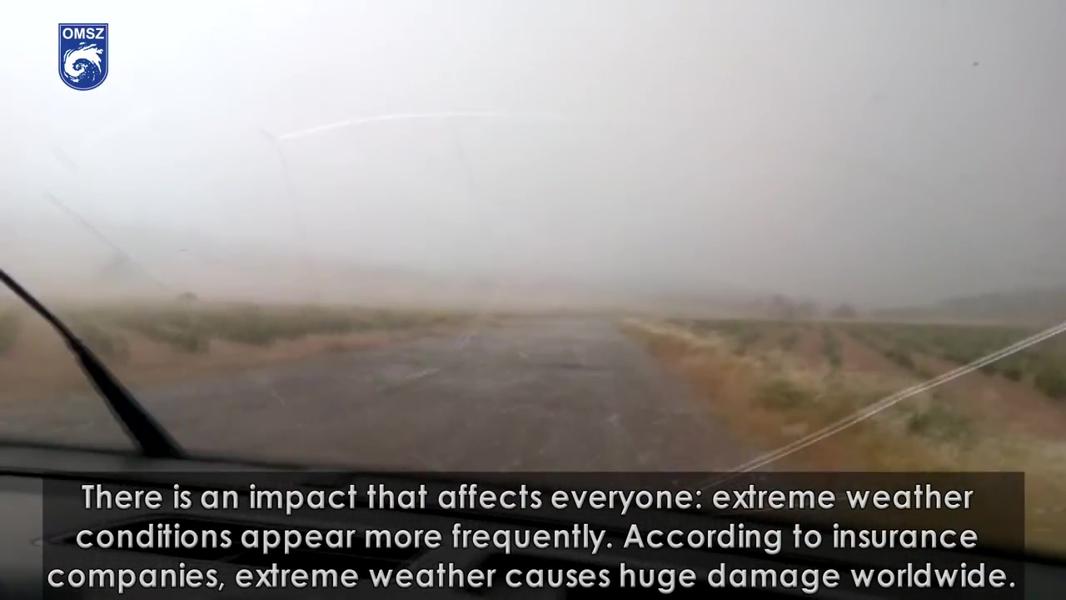 OMSZ
There is an impact that affects everyone: extreme weather
conditions appear more frequently. According to insurance
companies, extreme weather causes huge damage worldwide.